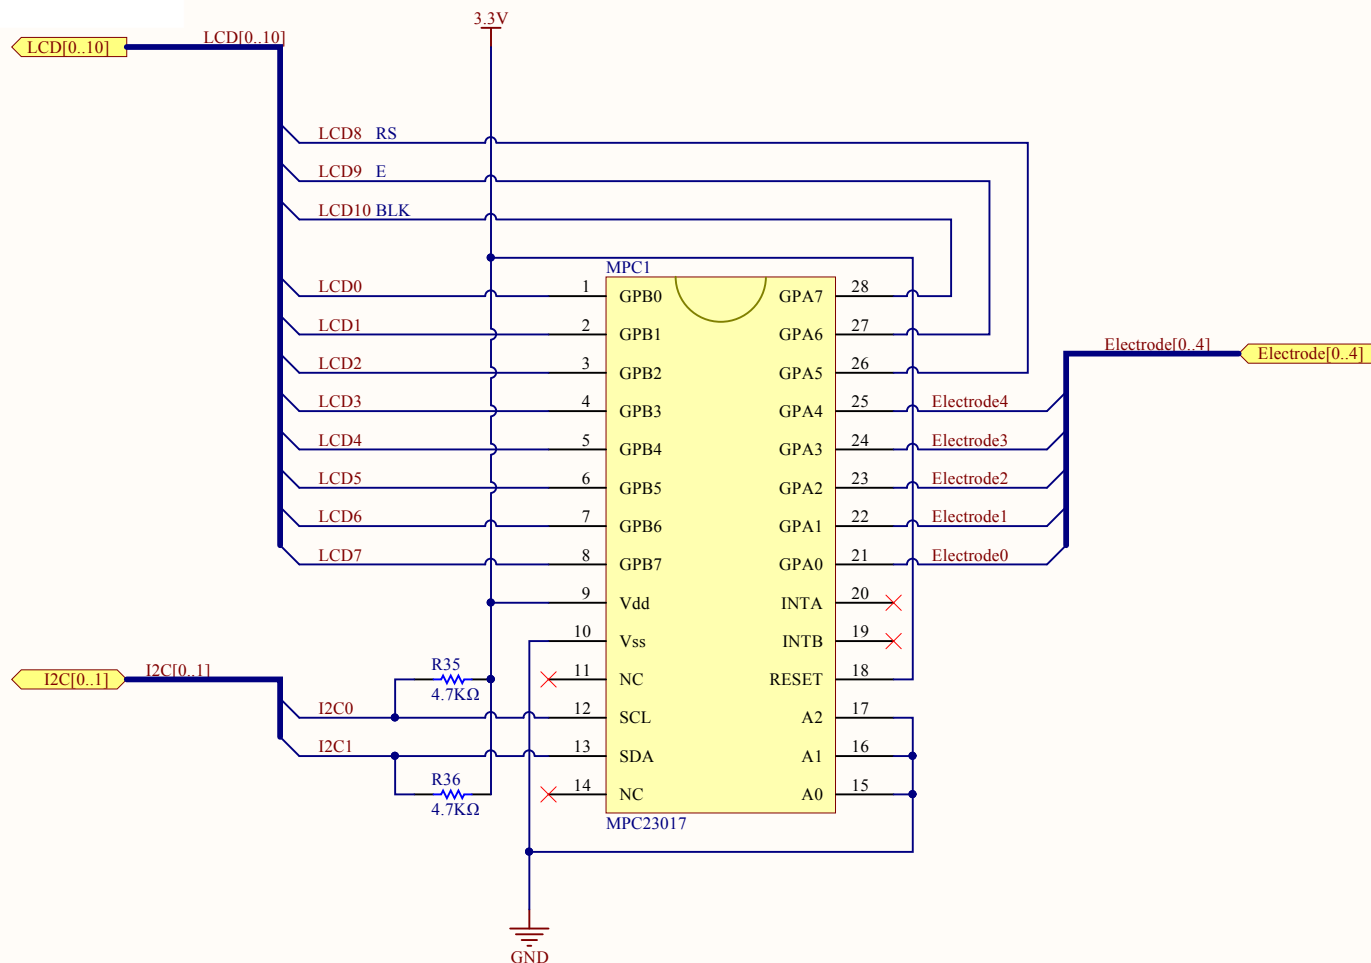 3.3V
LCD[0..10]
LCD[0..10]
LCD8 RS
LCD9 E
LCD10 BLK
MPC1
LCD0 1 GPB0 GPA7 28
LCD1 2 GPB1 GPA6 27
Electrode[0..4]
Electrode[0..4]
LCD2 3 GPB2 GPA5 26
LCD3 4 GPB3 GPA4 25 Electrode4
LCD4 5 GPB4 GPA3 24 Electrode3
LCD5 6 GPB5 GPA2 23 Electrode2
LCD6 7 GPB6 GPA1 22 Electrode1
LCD7 8 GPB7 GPA0 21 Electrode0
9 Vdd INTA 20
10 Vss INTB 19
I2C[0..1]
I2C[0..1]
R35
4.7KΩ
11 NC RESET 18
I2C0 12 SCL A2 17
I2C1 13 SDA A1 16
R36
4.7KΩ
14 NC A0 15
MPC23017
GND